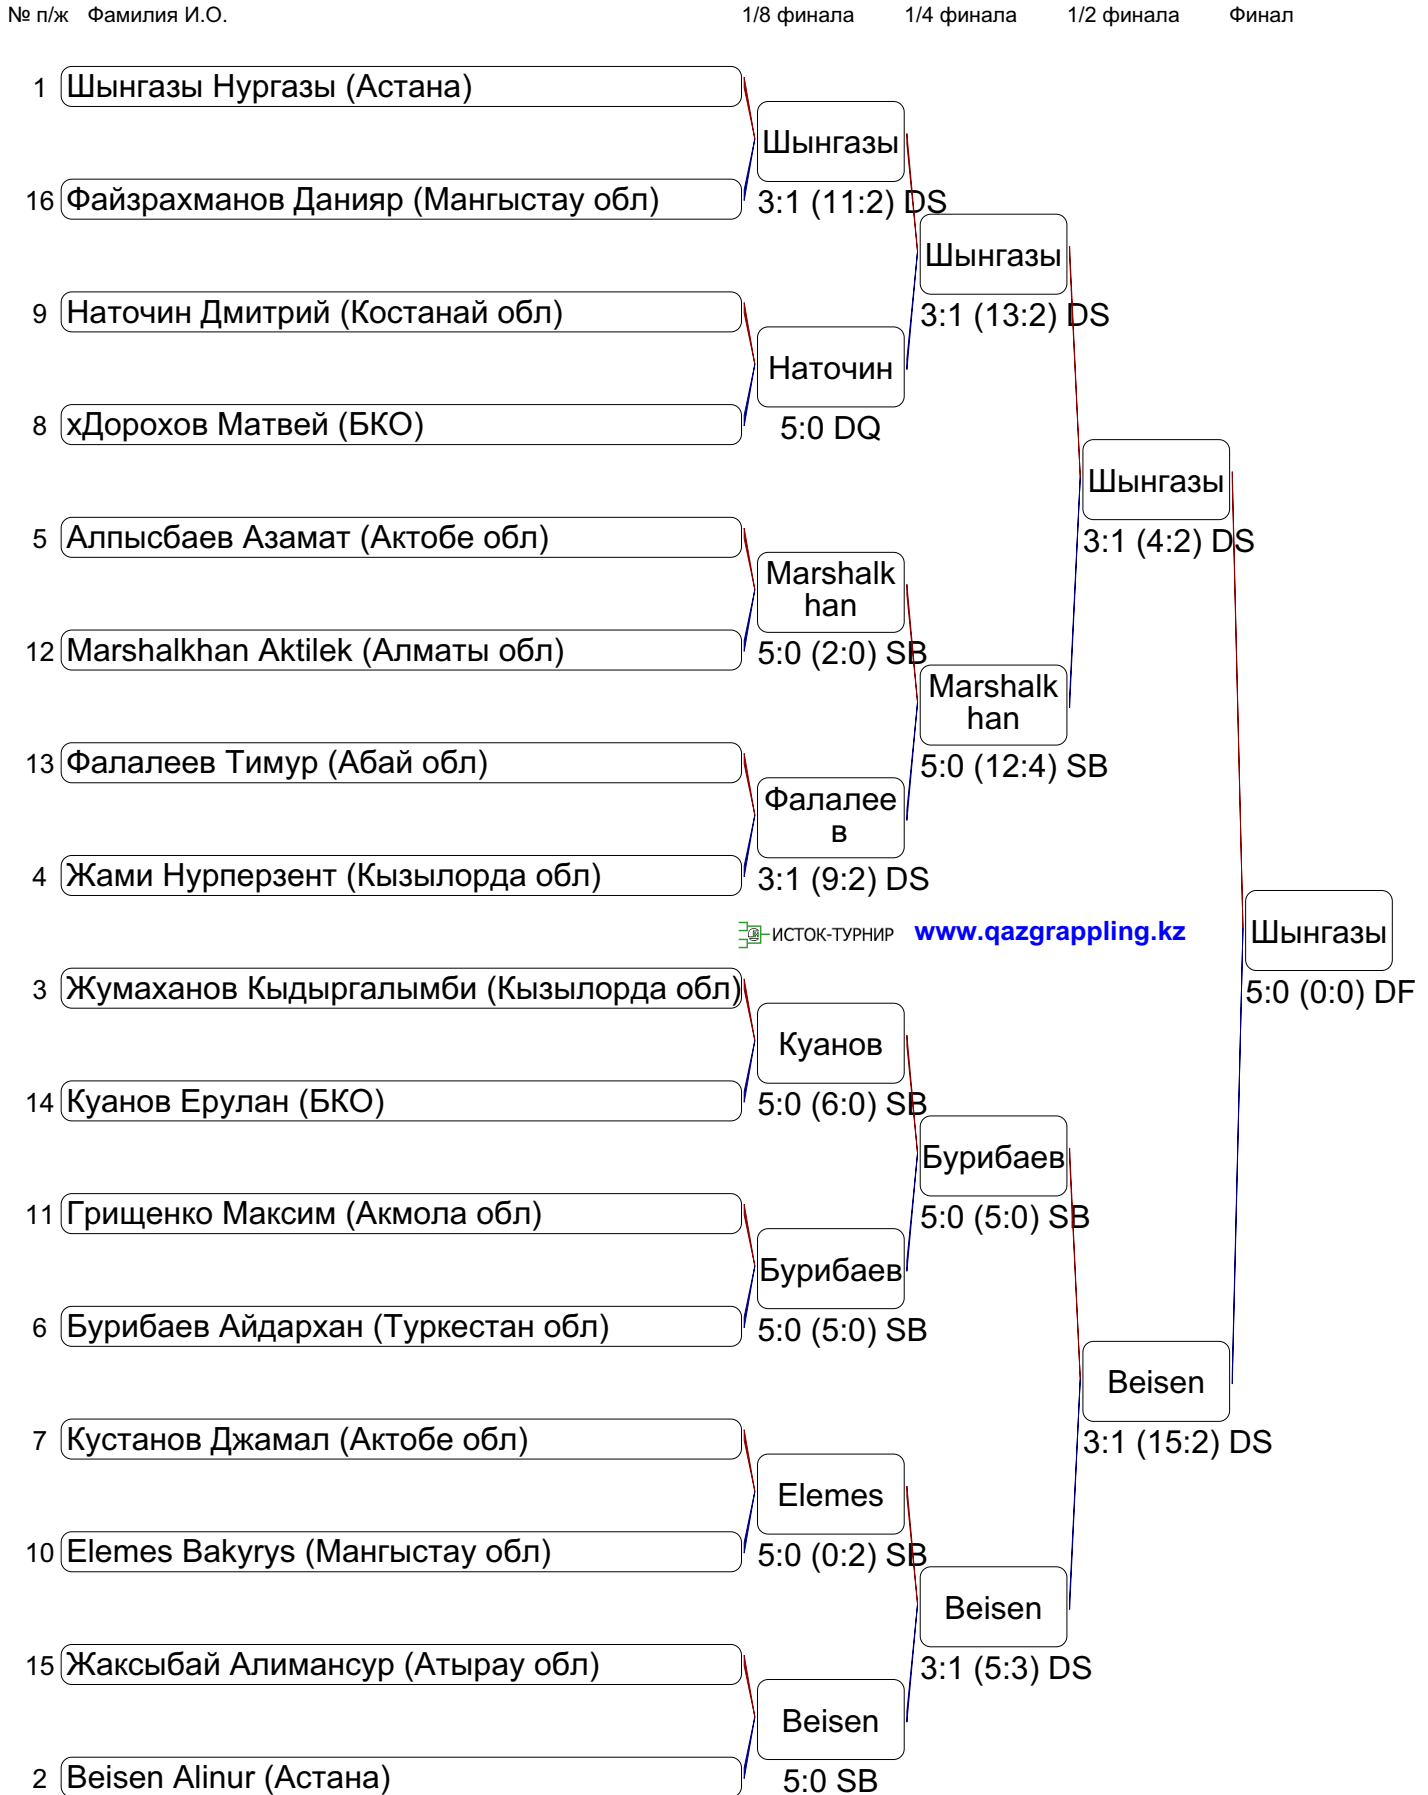 № п/ж Фамилия И.О. 1/8 финала 1/4 финала 1/2 финала Финал
1 Шынгазы Нургазы (Астана)
Шынгазы
16 Файзрахманов Данияр (Мангыстау обл) 3:1 (11:2) DS
Шынгазы
9 Наточин Дмитрий (Костанай обл) 3:1 (13:2) DS
Наточин
8 хДорохов Матвей (БКО) 5:0 DQ
Шынгазы
5 Алпысбаев Азамат (Актобе обл) 3:1 (4:2) DS
Marshalk
han
12 Marshalkhan Aktilek (Алматы обл) 5:0 (2:0) SB
Marshalk
han
13 Фалалеев Тимур (Абай обл) 5:0 (12:4) SB
Фалалее
в
4 Жами Нурперзент (Кызылорда обл) 3:1 (9:2) DS
ИСТОК-ТУРНИР www.qazgrappling.kz Шынгазы
3 Жумаханов Кыдыргалымби (Кызылорда обл) 5:0 (0:0) DF
Куанов
14 Куанов Ерулан (БКО) 5:0 (6:0) SB
Бурибаев
11 Грищенко Максим (Акмола обл) 5:0 (5:0) SB
Бурибаев
6 Бурибаев Айдархан (Туркестан обл) 5:0 (5:0) SB
Beisen
7 Кустанов Джамал (Актобе обл) 3:1 (15:2) DS
Elemes
10 Elemes Bakyrys (Мангыстау обл) 5:0 (0:2) SB
Beisen
15 Жаксыбай Алимансур (Атырау обл) 3:1 (5:3) DS
Beisen
2 Beisen Alinur (Астана) 5:0 SB